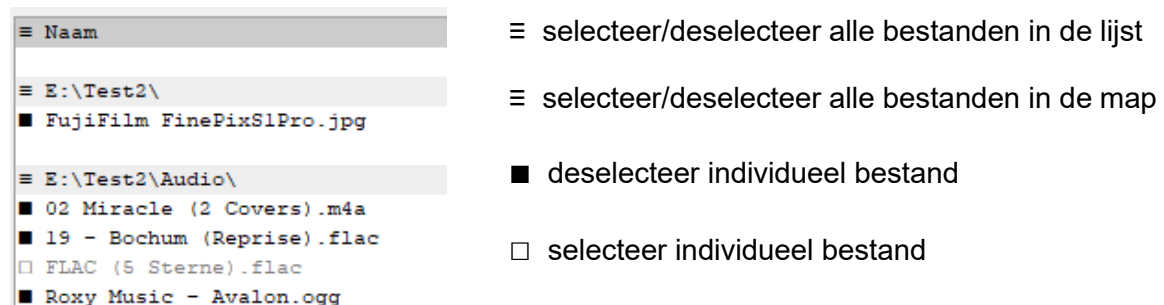 ≡ Naam
≡ E:\Test2\
■ FujiFilm FinePixS1Pro.jpg
≡ E:\Test2\Audio\
■ 02 Miracle (2 Covers).m4a
■ 19 - Bochum (Reprise).flac
□ FLAC (5 Sterne).flac
■ Roxy Music - Avalon.ogg
≡ selecteer/deselecteer alle bestanden in de lijst
≡ selecteer/deselecteer alle bestanden in de map
■ deselecteer individueel bestand
□ selecteer individueel bestand